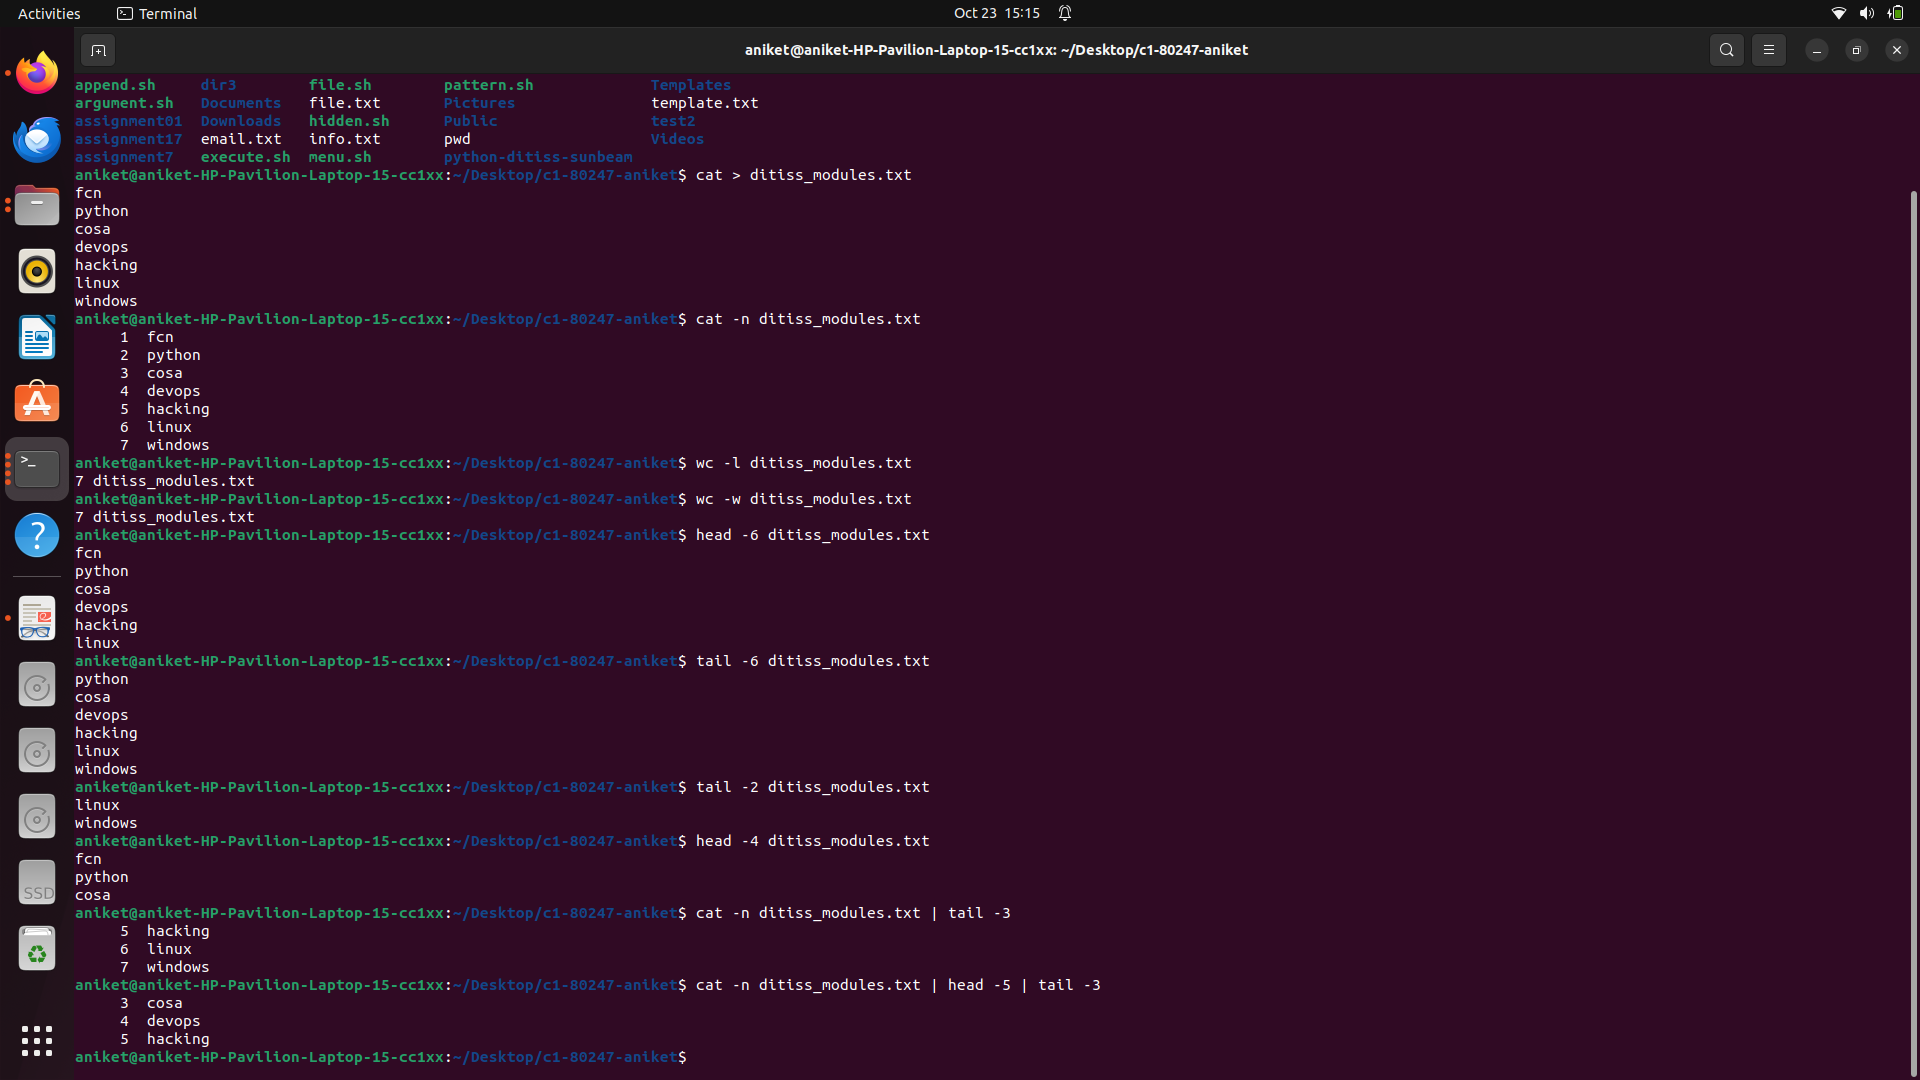 Activities Terminal Oct 23 15:15
aniket@aniket-HP-Pavilion-Laptop-15-cc1xx: ~/Desktop/c1-80247-aniket
append.sh dir3 file.sh pattern.sh Templates
argument.sh Documents file.txt Pictures template.txt
assignment01 Downloads hidden.sh Public test2
assignment17 email.txt info.txt pwd Videos
assignment7 execute.sh menu.sh python-ditiss-sunbeam
aniket@aniket-HP-Pavilion-Laptop-15-cc1xx:~/Desktop/c1-80247-aniket$ cat > ditiss_modules.txt
fcn
python
cosa
devops
hacking
linux
windows
aniket@aniket-HP-Pavilion-Laptop-15-cc1xx:~/Desktop/c1-80247-aniket$ cat -n ditiss_modules.txt
1 fcn
2 python
3 cosa
4 devops
5 hacking
6 linux
7 windows
aniket@aniket-HP-Pavilion-Laptop-15-cc1xx:~/Desktop/c1-80247-aniket$ wc -l ditiss_modules.txt
7 ditiss_modules.txt
aniket@aniket-HP-Pavilion-Laptop-15-cc1xx:~/Desktop/c1-80247-aniket$ wc -w ditiss_modules.txt
7 ditiss_modules.txt
aniket@aniket-HP-Pavilion-Laptop-15-cc1xx:~/Desktop/c1-80247-aniket$ head -6 ditiss_modules.txt
fcn
python
cosa
devops
hacking
linux
aniket@aniket-HP-Pavilion-Laptop-15-cc1xx:~/Desktop/c1-80247-aniket$ tail -6 ditiss_modules.txt
python
cosa
devops
hacking
linux
windows
aniket@aniket-HP-Pavilion-Laptop-15-cc1xx:~/Desktop/c1-80247-aniket$ tail -2 ditiss_modules.txt
linux
windows
aniket@aniket-HP-Pavilion-Laptop-15-cc1xx:~/Desktop/c1-80247-aniket$ head -4 ditiss_modules.txt
fcn
python
cosa
aniket@aniket-HP-Pavilion-Laptop-15-cc1xx:~/Desktop/c1-80247-aniket$ cat -n ditiss_modules.txt | tail -3
5 hacking
6 linux
7 windows
aniket@aniket-HP-Pavilion-Laptop-15-cc1xx:~/Desktop/c1-80247-aniket$ cat -n ditiss_modules.txt | head -5 | tail -3
3 cosa
4 devops
5 hacking
aniket@aniket-HP-Pavilion-Laptop-15-cc1xx:~/Desktop/c1-80247-aniket$
SSD